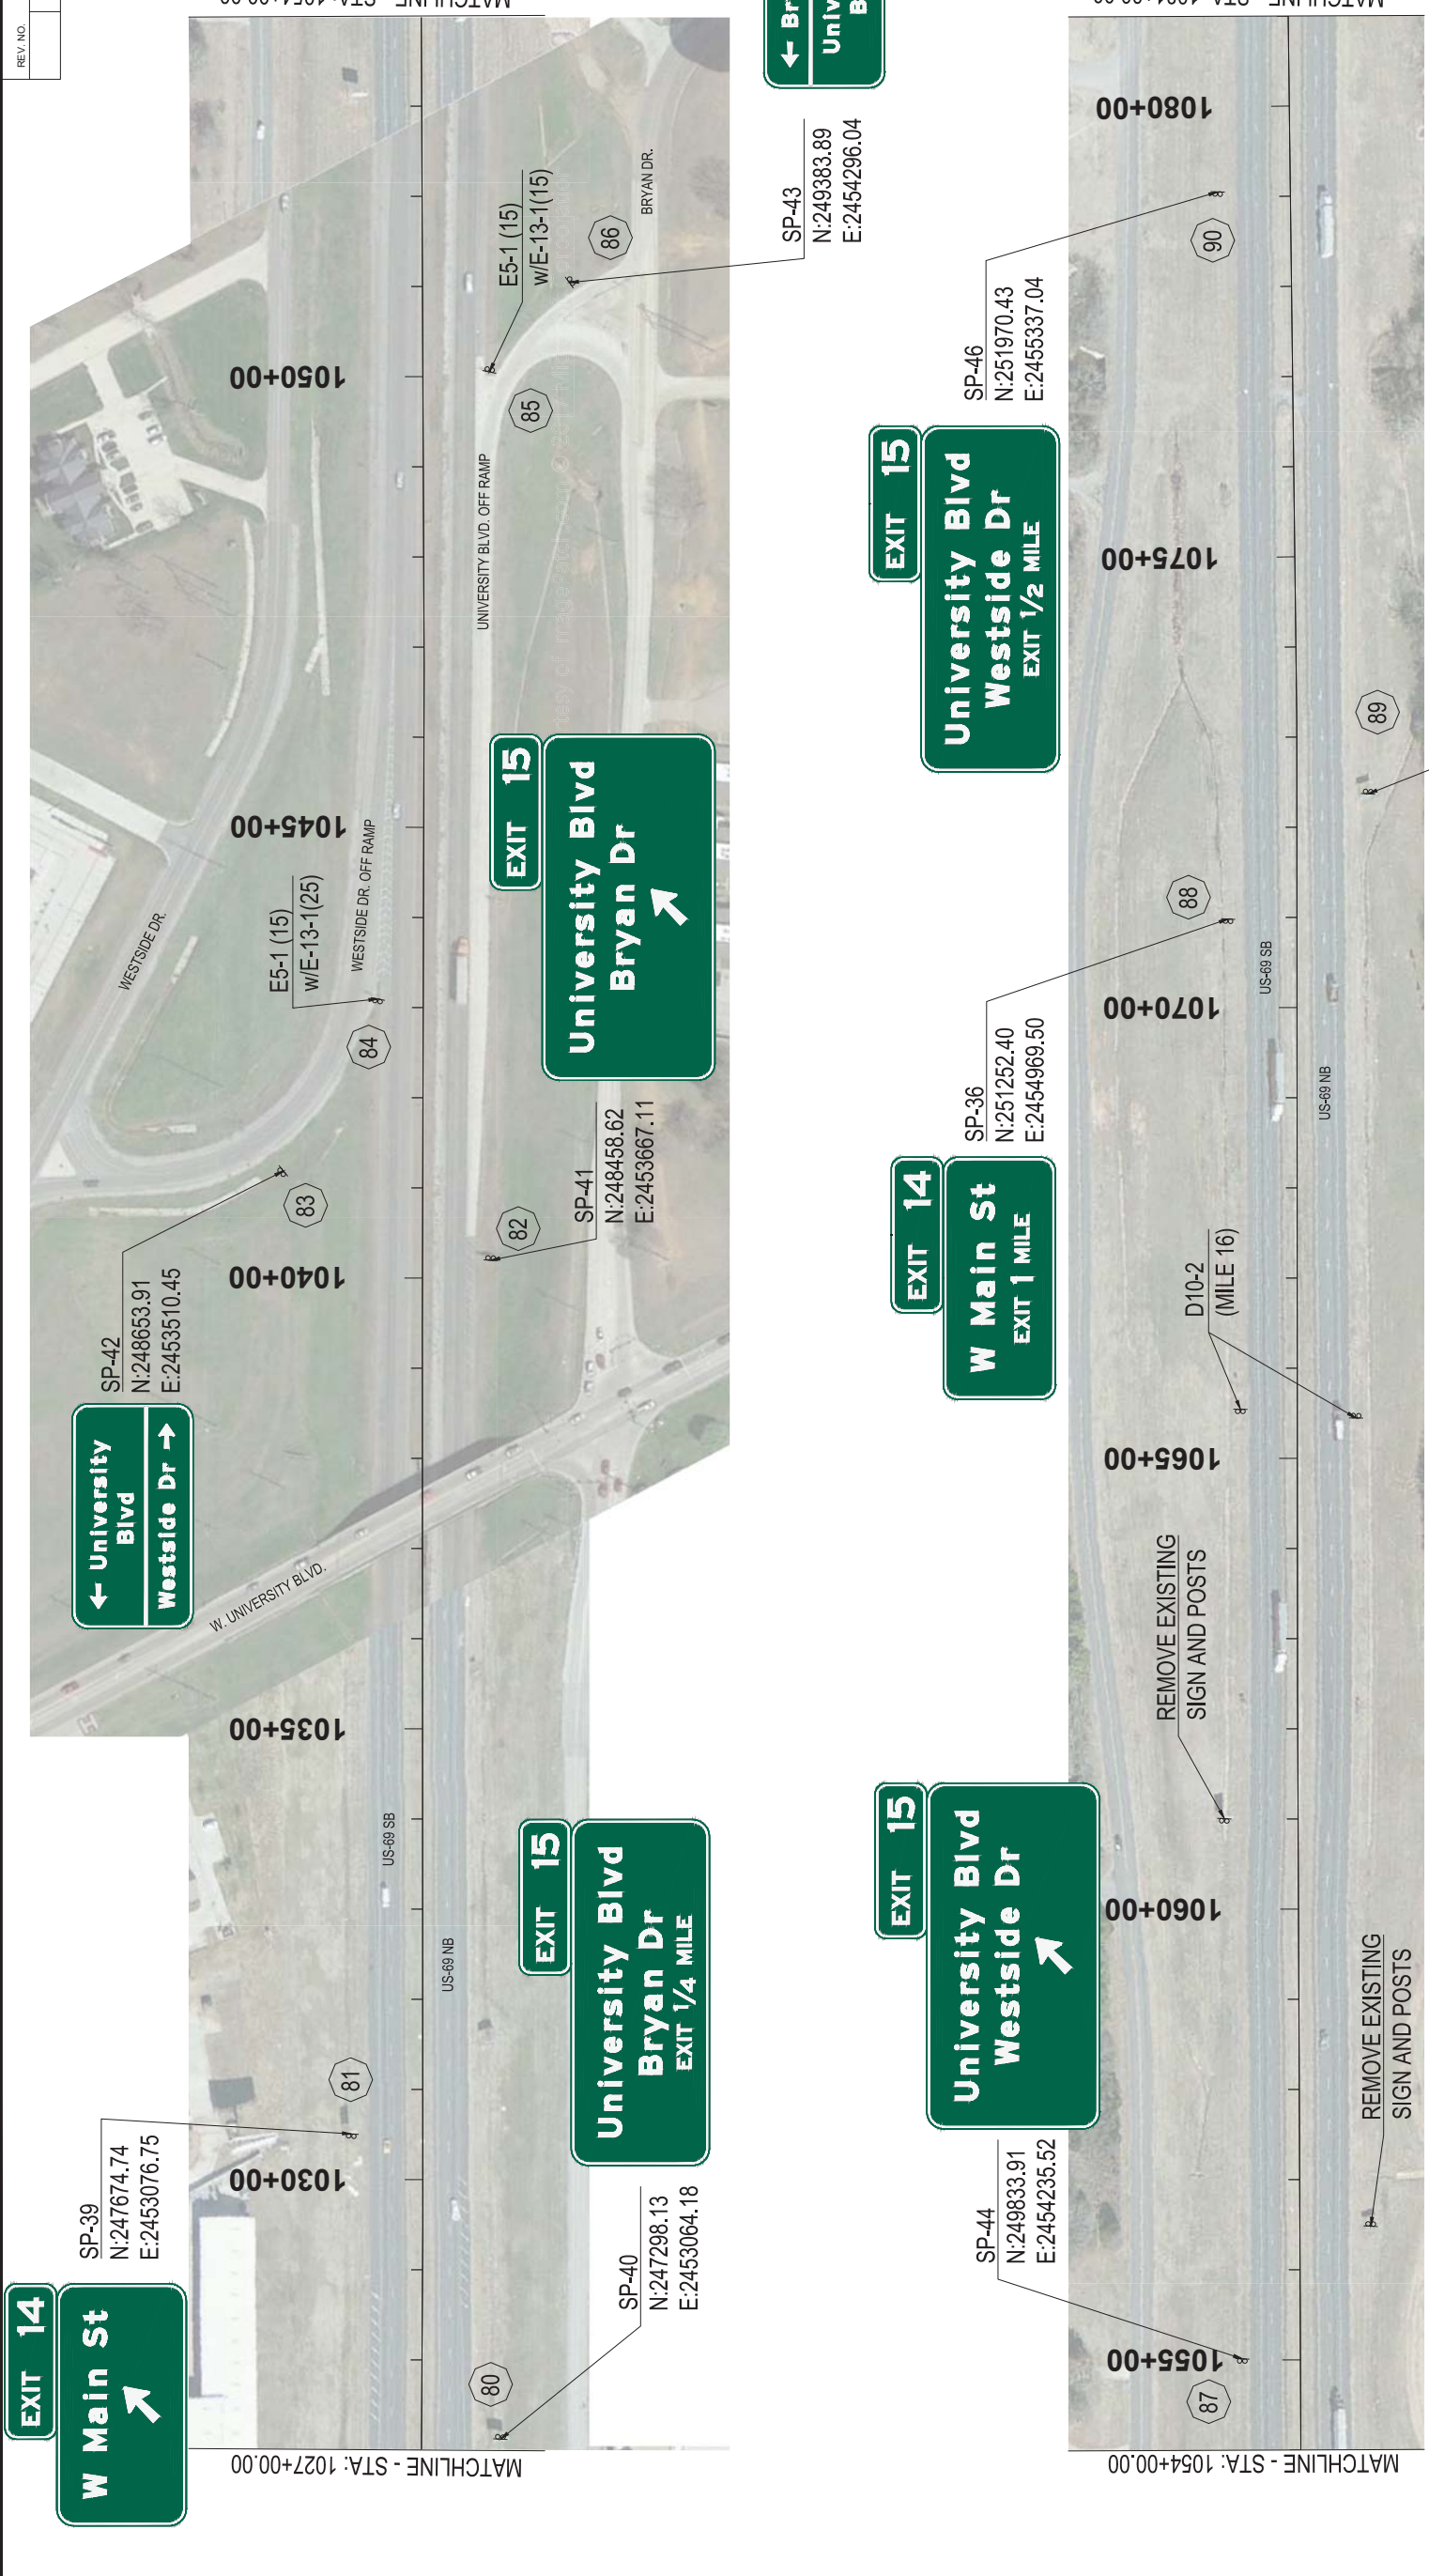 REV. NO.
EXIT 14
W Main St
SP-39
N:247674.74
E:2453076.75
81
1030+00
US-69 SB
US-69 NB
80
SP-40
N:247298.13
E:2453064.18
EXIT 15
University Blvd
Bryan Dr
EXIT 1/4 MILE
MATCHLINE - STA: 1027+00.00
1035+00
W. UNIVERSITY BLVD.
← University
Blvd
Westside Dr →
SP-42
N:248653.91
E:2453510.45
83
1040+00
82
SP-41
N:248458.62
E:2453667.11
EXIT 15
University Blvd
Bryan Dr
WESTSIDE DR.
E5-1 (15)
w/E-13-1(25)
84
WESTSIDE DR. OFF RAMP
1045+00
UNIVERSITY BLVD. OFF RAMP
1050+00
85
E5-1 (15)
w/E-13-1(15)
86
BRYAN DR.
SP-43
N:249383.89
E:2454296.04
MATCHLINE - STA: 1054+00.00
MATCHLINE - STA: 1054+00.00
87
1055+00
SP-44
N:249833.91
E:2454235.52
EXIT 15
University Blvd
Westside Dr
REMOVE EXISTING
SIGN AND POSTS
1060+00
REMOVE EXISTING
SIGN AND POSTS
1065+00
D10-2
(MILE 16)
EXIT 14
W Main St
EXIT 1 MILE
SP-36
N:251252.40
E:2454969.50
88
1070+00
US-69 SB
US-69 NB
89
EXIT 15
University Blvd
Westside Dr
EXIT 1/2 MILE
SP-46
N:251970.43
E:2455337.04
1075+00
90
1080+00